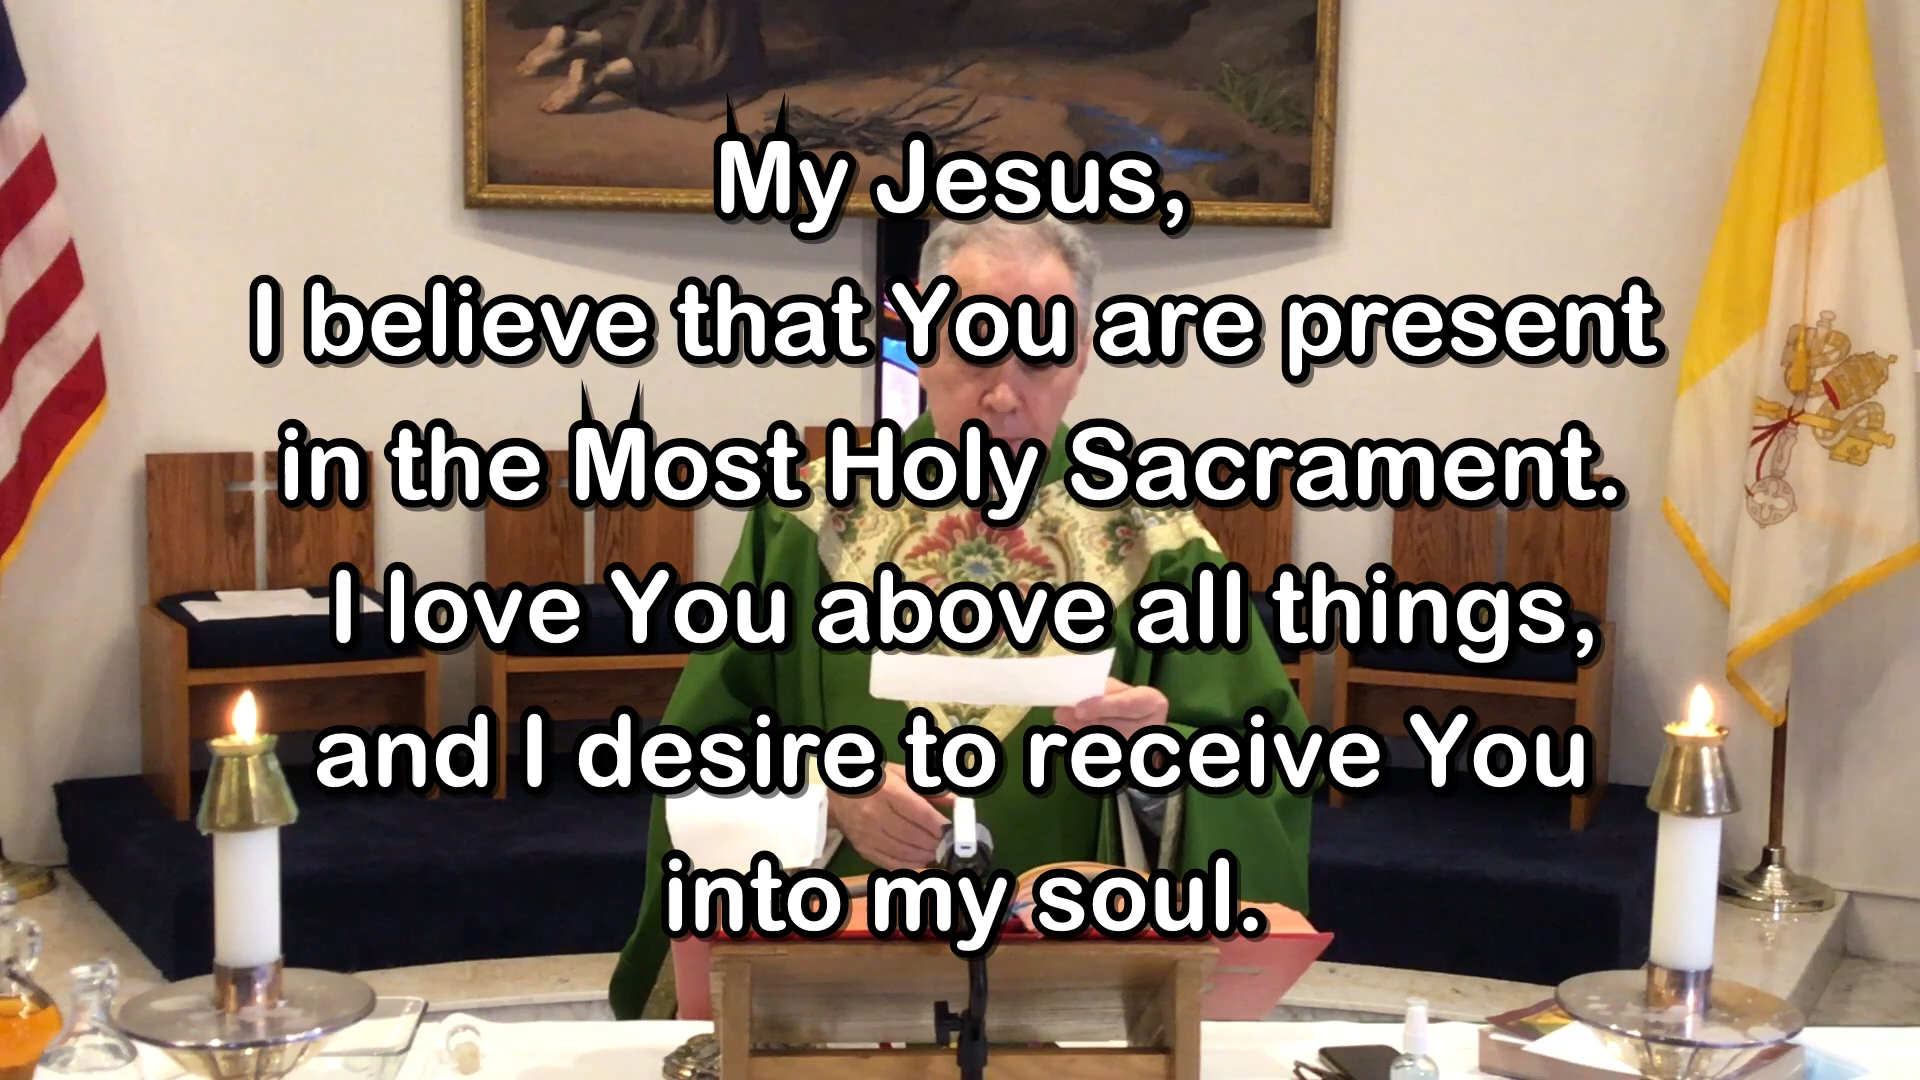 My Jesus,
I believe that You are present
in the Most Holy Sacrament.
I love You above all things,
and I desire to receive You
into my soul.